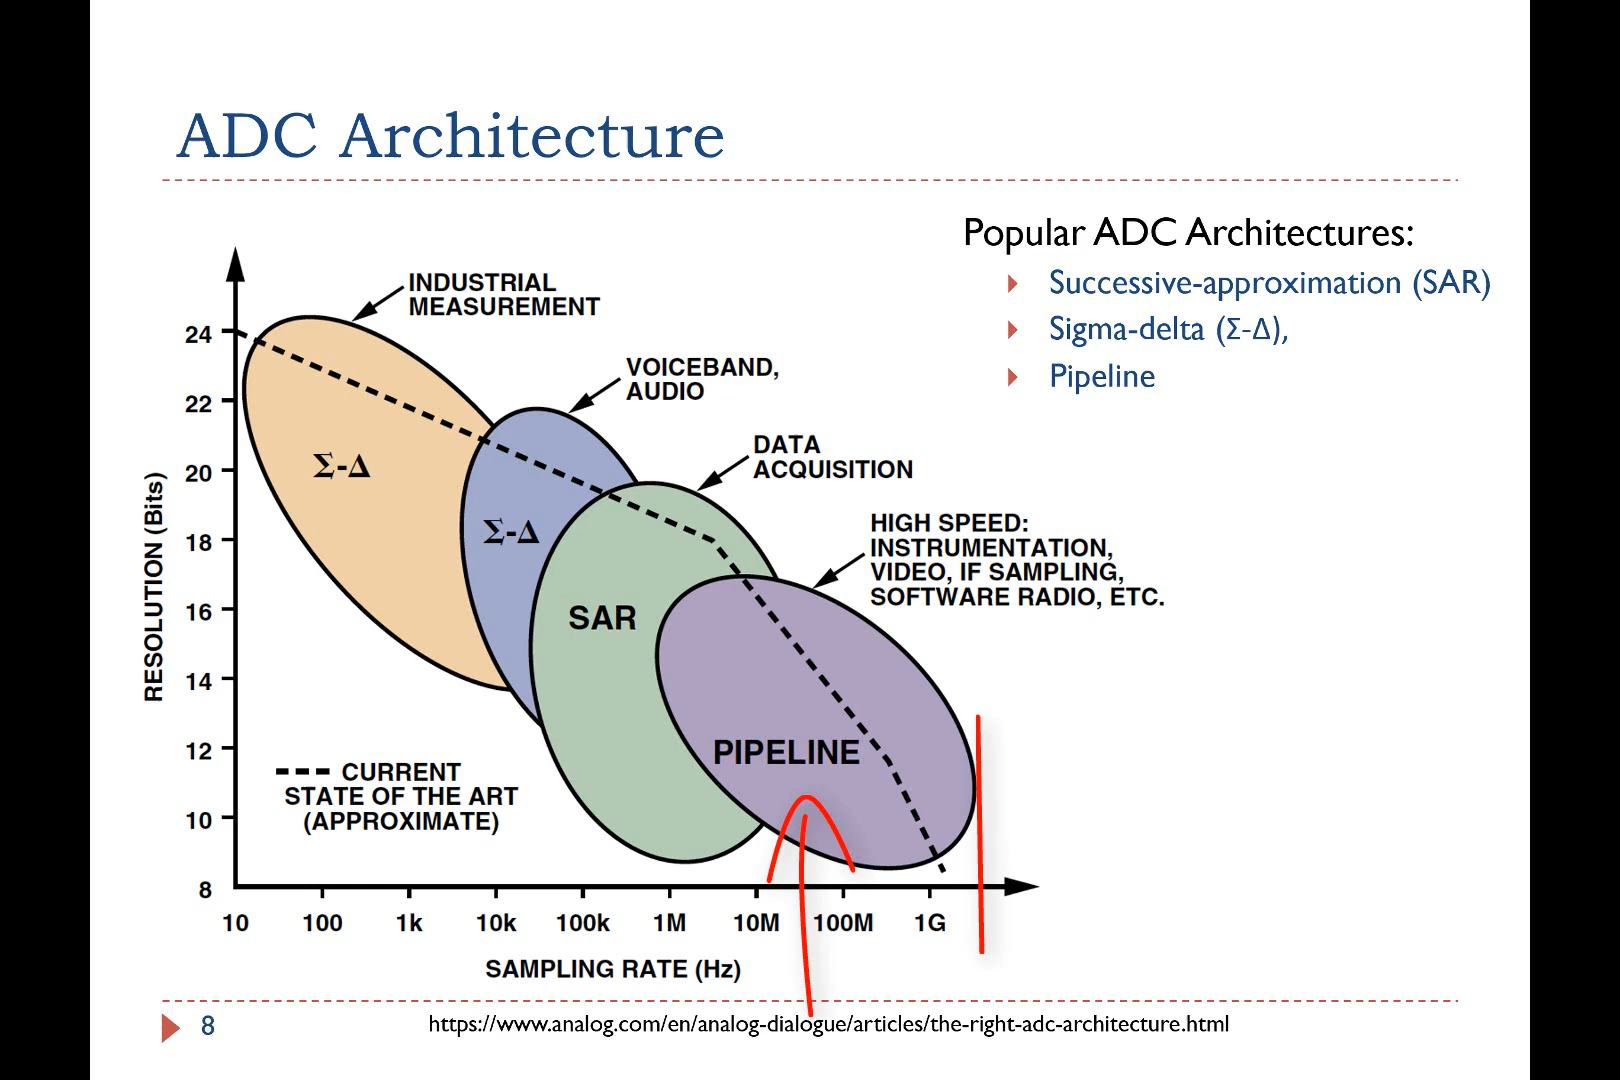 ADC Architecture
Popular ADC Architectures:
Successive-approximation (SAR)
Sigma-delta (Σ-Δ),
Pipeline
INDUSTRIAL
MEASUREMENT
VOICEBAND,
AUDIO
DATA
ACQUISITION
HIGH SPEED:
INSTRUMENTATION,
VIDEO, IF SAMPLING,
SOFTWARE RADIO, ETC.
Σ-Δ
Σ-Δ
SAR
PIPELINE
CURRENT
STATE OF THE ART
(APPROXIMATE)
RESOLUTION (Bits)
24
22
20
18
16
14
12
10
8
10 100 1k 10k 100k 1M 10M 100M 1G
SAMPLING RATE (Hz)
8
https://www.analog.com/en/analog-dialogue/articles/the-right-adc-architecture.html